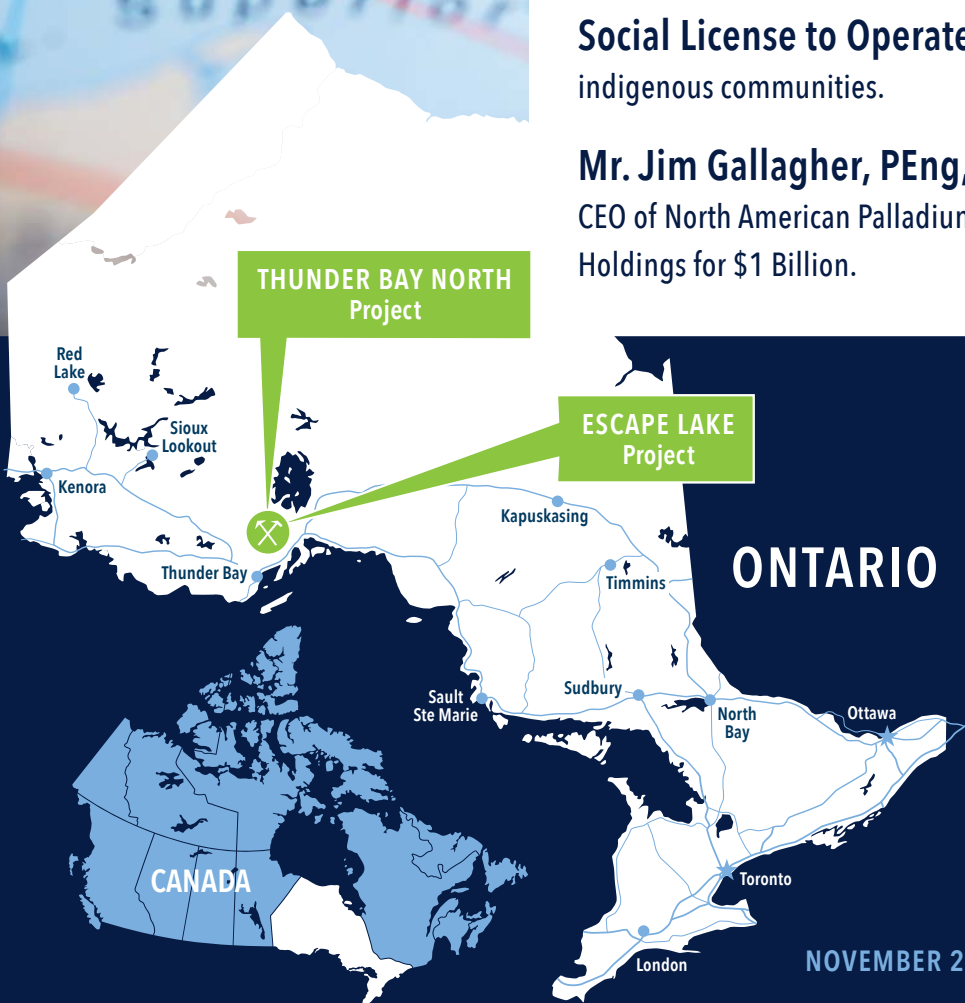 Superior
Social License to Operate
indigenous communities.
Mr. Jim Gallagher, PEng,
CEO of North American Palladium
Holdings for $1 Billion.
THUNDER BAY NORTH
Project
ESCAPE LAKE
Project
Red
Lake
Sioux
Lookout
Kenora
Kapuskasing
Thunder Bay
Timmins
ONTARIO
Sault
Ste Marie
Sudbury
North
Bay
Ottawa
CANADA
Toronto
London
NOVEMBER 2